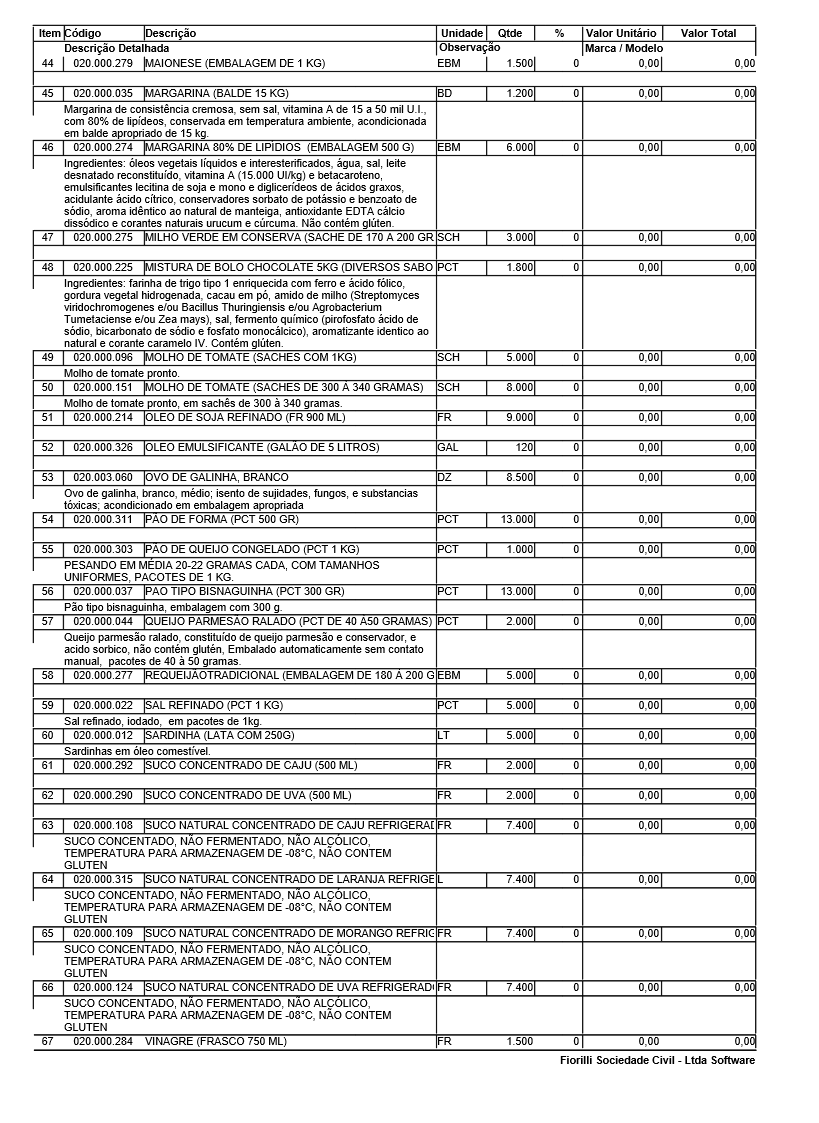 Item Código Descrição Unidade Qtde % Valor Unitário Valor Total
Descrição Detalhada Observação Marca / Modelo
44 020.000.279 MAIONESE (EMBALAGEM DE 1 KG) EBM 1.500 0 0,00 0,00
45 020.000.035 MARGARINA (BALDE 15 KG) BD 1.200 0 0,00 0,00
Margarina de consistência cremosa, sem sal, vitamina A de 15 a 50 mil U.I.,
com 80% de lipídeos, conservada em temperatura ambiente, acondicionada
em balde apropriado de 15 kg.
46 020.000.274 MARGARINA 80% DE LIPÍDIOS (EMBALAGEM 500 G) EBM 6.000 0 0,00 0,00
Ingredientes: óleos vegetais líquidos e interesterificados, água, sal, leite
desnatado reconstituído, vitamina A (15.000 UI/kg) e betacaroteno,
emulsificantes lecitina de soja e mono e diglicerídeos de ácidos graxos,
acidulante ácido cítrico, conservadores sorbato de potássio e benzoato de
sódio, aroma idêntico ao natural de manteiga, antioxidante EDTA cálcio
dissódico e corantes naturais urucum e cúrcuma. Não contém glúten.
47 020.000.275 MILHO VERDE EM CONSERVA (SACHE DE 170 A 200 GR SCH 3.000 0 0,00 0,00
48 020.000.225 MISTURA DE BOLO CHOCOLATE 5KG (DIVERSOS SABO PCT 1.800 0 0,00 0,00
Ingredientes: farinha de trigo tipo 1 enriquecida com ferro e ácido fólico,
gordura vegetal hidrogenada, cacau em pó, amido de milho (Streptomyces
viridochromogenes e/ou Bacillus Thuringiensis e/ou Agrobacterium
Tumetaciense e/ou Zea mays), sal, fermento químico (pirofosfato ácido de
sódio, bicarbonato de sódio e fosfato monocálcico), aromatizante identico ao
natural e corante caramelo IV. Contém glúten.
49 020.000.096 MOLHO DE TOMATE (SACHES COM 1KG) SCH 5.000 0 0,00 0,00
Molho de tomate pronto.
50 020.000.151 MOLHO DE TOMATE (SACHES DE 300 À 340 GRAMAS) SCH 8.000 0 0,00 0,00
Molho de tomate pronto, em sachês de 300 à 340 gramas.
51 020.000.214 OLEO DE SOJA REFINADO (FR 900 ML) FR 9.000 0 0,00 0,00
52 020.000.326 OLEO EMULSIFICANTE (GALÃO DE 5 LITROS) GAL 120 0 0,00 0,00
53 020.003.060 OVO DE GALINHA, BRANCO DZ 8.500 0 0,00 0,00
Ovo de galinha, branco, médio; isento de sujidades, fungos, e substancias
tóxicas; acondicionado em embalagem apropriada
54 020.000.311 PÃO DE FORMA (PCT 500 GR) PCT 13.000 0 0,00 0,00
55 020.000.303 PÃO DE QUEIJO CONGELADO (PCT 1 KG) PCT 1.000 0 0,00 0,00
PESANDO EM MÉDIA 20-22 GRAMAS CADA, COM TAMANHOS
UNIFORMES, PACOTES DE 1 KG.
56 020.000.037 PAO TIPO BISNAGUINHA (PCT 300 GR) PCT 13.000 0 0,00 0,00
Pão tipo bisnaguinha, embalagem com 300 g.
57 020.000.044 QUEIJO PARMESÃO RALADO (PCT DE 40 Á50 GRAMAS) PCT 2.000 0 0,00 0,00
Queijo parmesão ralado, constituído de queijo parmesão e conservador, e
acido sorbico, não contém glutén, Embalado automaticamente sem contato
manual, pacotes de 40 à 50 gramas.
58 020.000.277 REQUEIJÃOTRADICIONAL (EMBALAGEM DE 180 À 200 G EBM 5.000 0 0,00 0,00
59 020.000.022 SAL REFINADO (PCT 1 KG) PCT 5.000 0 0,00 0,00
Sal refinado, iodado, em pacotes de 1kg.
60 020.000.012 SARDINHA (LATA COM 250G) LT 5.000 0 0,00 0,00
Sardinhas em óleo comestível.
61 020.000.292 SUCO CONCENTRADO DE CAJU (500 ML) FR 2.000 0 0,00 0,00
62 020.000.290 SUCO CONCENTRADO DE UVA (500 ML) FR 2.000 0 0,00 0,00
63 020.000.108 SUCO NATURAL CONCENTRADO DE CAJU REFRIGERAD FR 7.400 0 0,00 0,00
SUCO CONCENTADO, NÃO FERMENTADO, NÃO ALCÓLICO,
TEMPERATURA PARA ARMAZENAGEM DE -08°C, NÃO CONTEM
GLUTEN
64 020.000.315 SUCO NATURAL CONCENTRADO DE LARANJA REFRIGE L 7.400 0 0,00 0,00
SUCO CONCENTADO, NÃO FERMENTADO, NÃO ALCÓLICO,
TEMPERATURA PARA ARMAZENAGEM DE -08°C, NÃO CONTEM
GLUTEN
65 020.000.109 SUCO NATURAL CONCENTRADO DE MORANGO REFRIG FR 7.400 0 0,00 0,00
SUCO CONCENTADO, NÃO FERMENTADO, NÃO ALCÓLICO,
TEMPERATURA PARA ARMAZENAGEM DE -08°C, NÃO CONTEM
GLUTEN
66 020.000.124 SUCO NATURAL CONCENTRADO DE UVA REFRIGERAD FR 7.400 0 0,00 0,00
SUCO CONCENTADO, NÃO FERMENTADO, NÃO ALCÓLICO,
TEMPERATURA PARA ARMAZENAGEM DE -08°C, NÃO CONTEM
GLUTEN
67 020.000.284 VINAGRE (FRASCO 750 ML) FR 1.500 0 0,00 0,00
Fiorilli Sociedade Civil - Ltda Software